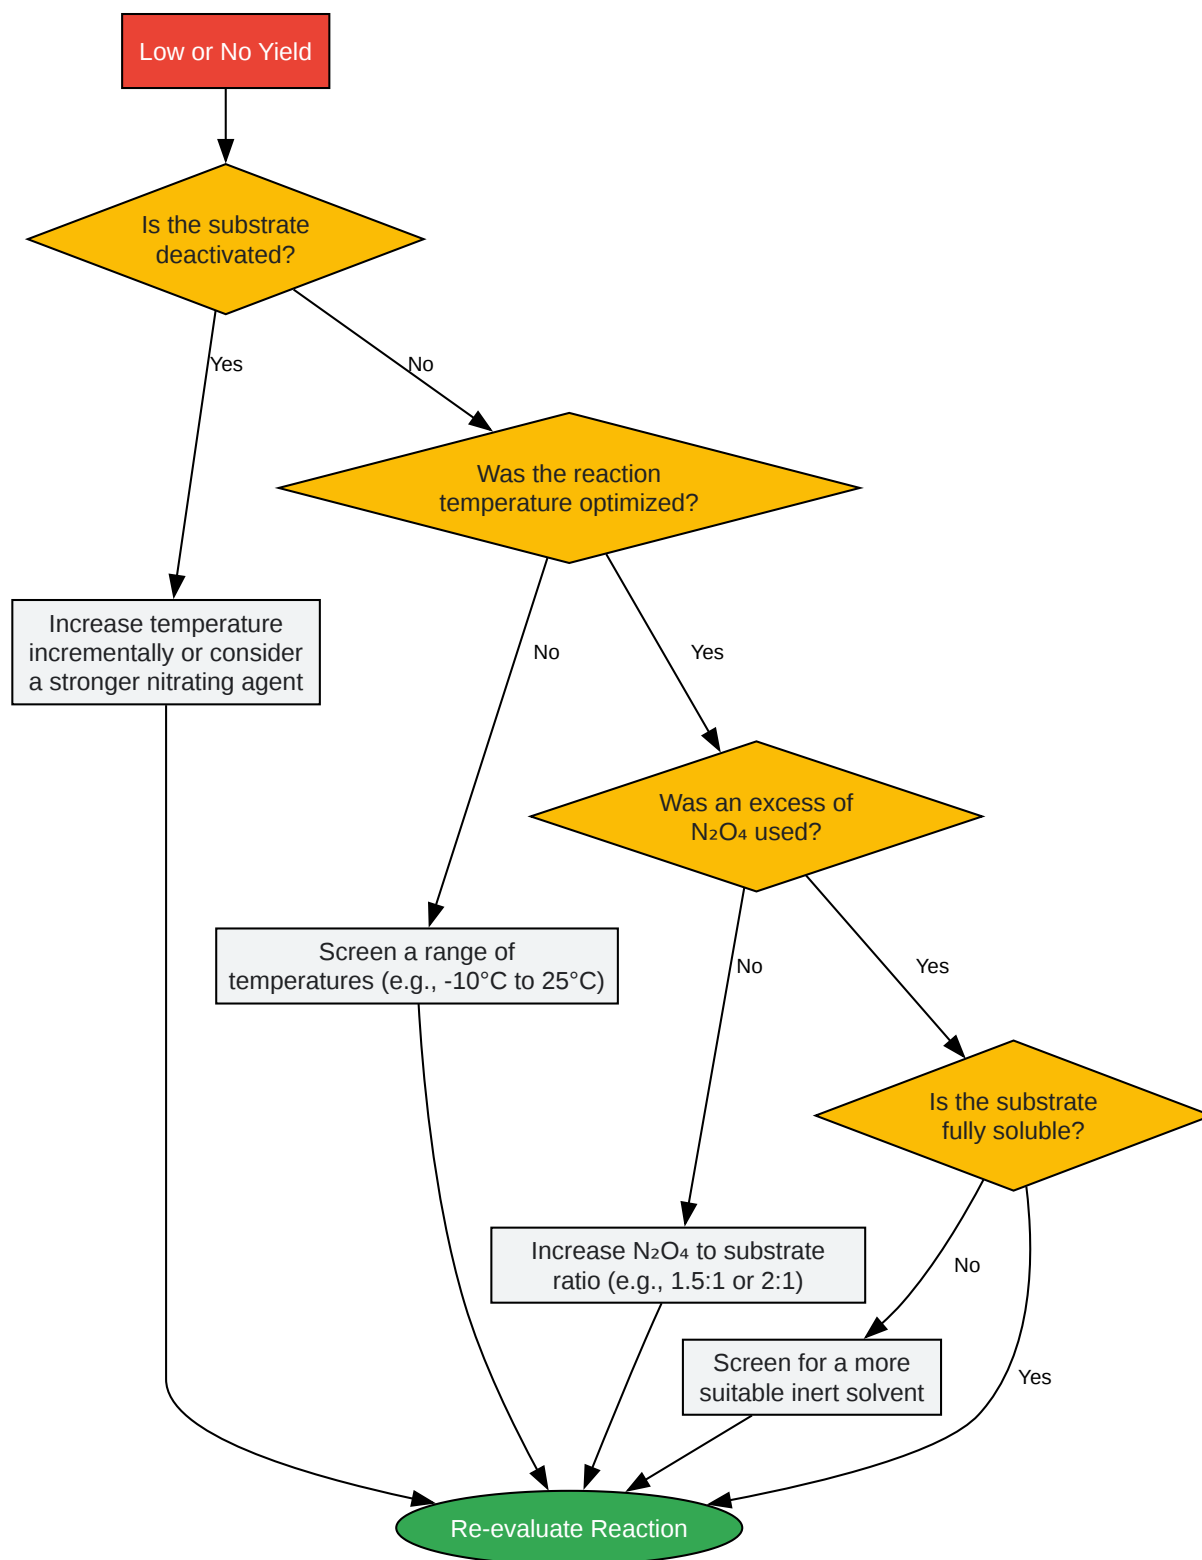 Low or No Yield
Is the substrate
deactivated?
Yes
No
Was the reaction
temperature optimized?
Increase temperature
incrementally or consider
a stronger nitrating agent
No
Yes
Was an excess of
N₂O₄ used?
Screen a range of
temperatures (e.g., -10°C to 25°C)
No
Yes
Is the substrate
fully soluble?
Increase N₂O₄ to substrate
ratio (e.g., 1.5:1 or 2:1)
No
Screen for a more
suitable inert solvent
Yes
Re-evaluate Reaction